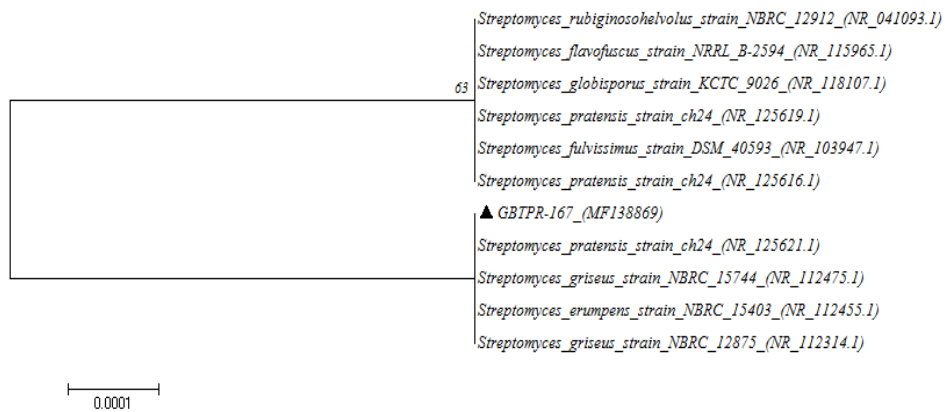 Streptomyces_rubiginosohelvolus_strain_NBRC_12912_(NR_041093.1)
Streptomyces_flavofuscus_strain_NRRL_B-2594_(NR_115965.1)
63
Streptomyces_globisporus_strain_KCTC_9026_(NR_118107.1)
Streptomyces_pratensis_strain_ch24_(NR_125619.1)
Streptomyces_fulvissimus_strain_DSM_40593_(NR_103947.1)
Streptomyces_pratensis_strain_ch24_(NR_125616.1)
GBTPR-167_(MF138869)
Streptomyces_pratensis_strain_ch24_(NR_125621.1)
Streptomyces_griseus_strain_NBRC_15744_(NR_112475.1)
Streptomyces_erumpens_strain_NBRC_15403_(NR_112455.1)
Streptomyces_griseus_strain_NBRC_12875_(NR_112314.1)
0.0001